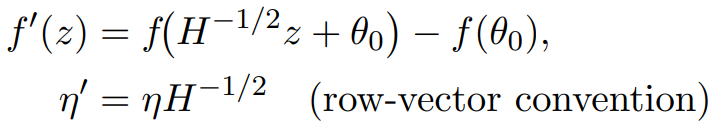 f′(z) = f(H^{−1/2}z + θ₀) − f(θ₀),
η′ = ηH^{−1/2} (row-vector convention)